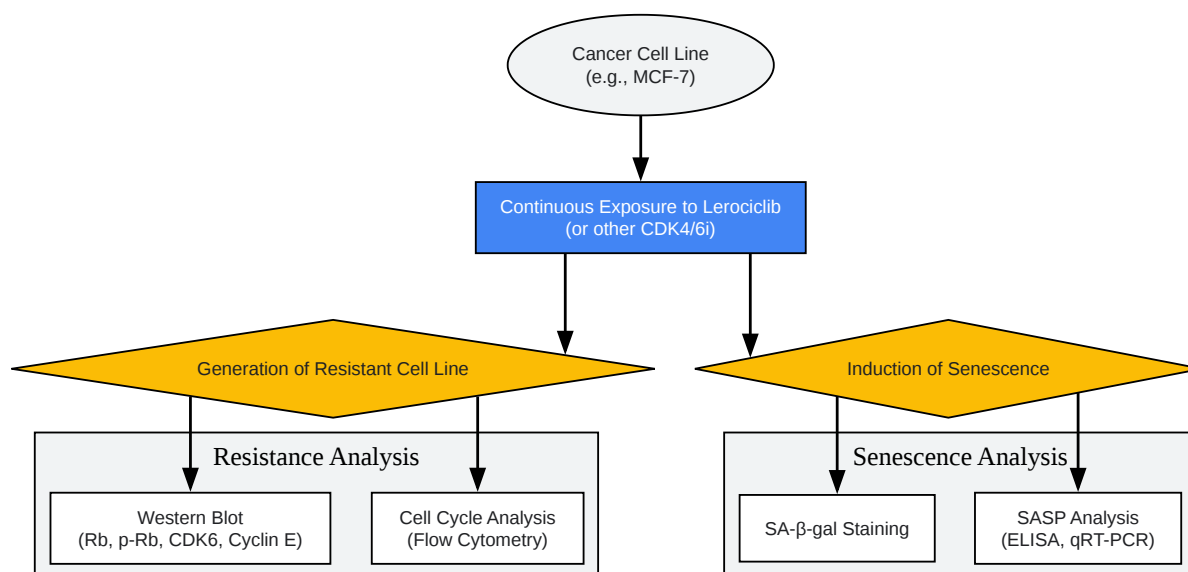 Cancer Cell Line
(e.g., MCF-7)
Continuous Exposure to Lerociclib
(or other CDK4/6i)
Generation of Resistant Cell Line
Induction of Senescence
Resistance Analysis
Western Blot
(Rb, p-Rb, CDK6, Cyclin E)
Cell Cycle Analysis
(Flow Cytometry)
Senescence Analysis
SA-β-gal Staining
SASP Analysis
(ELISA, qRT-PCR)